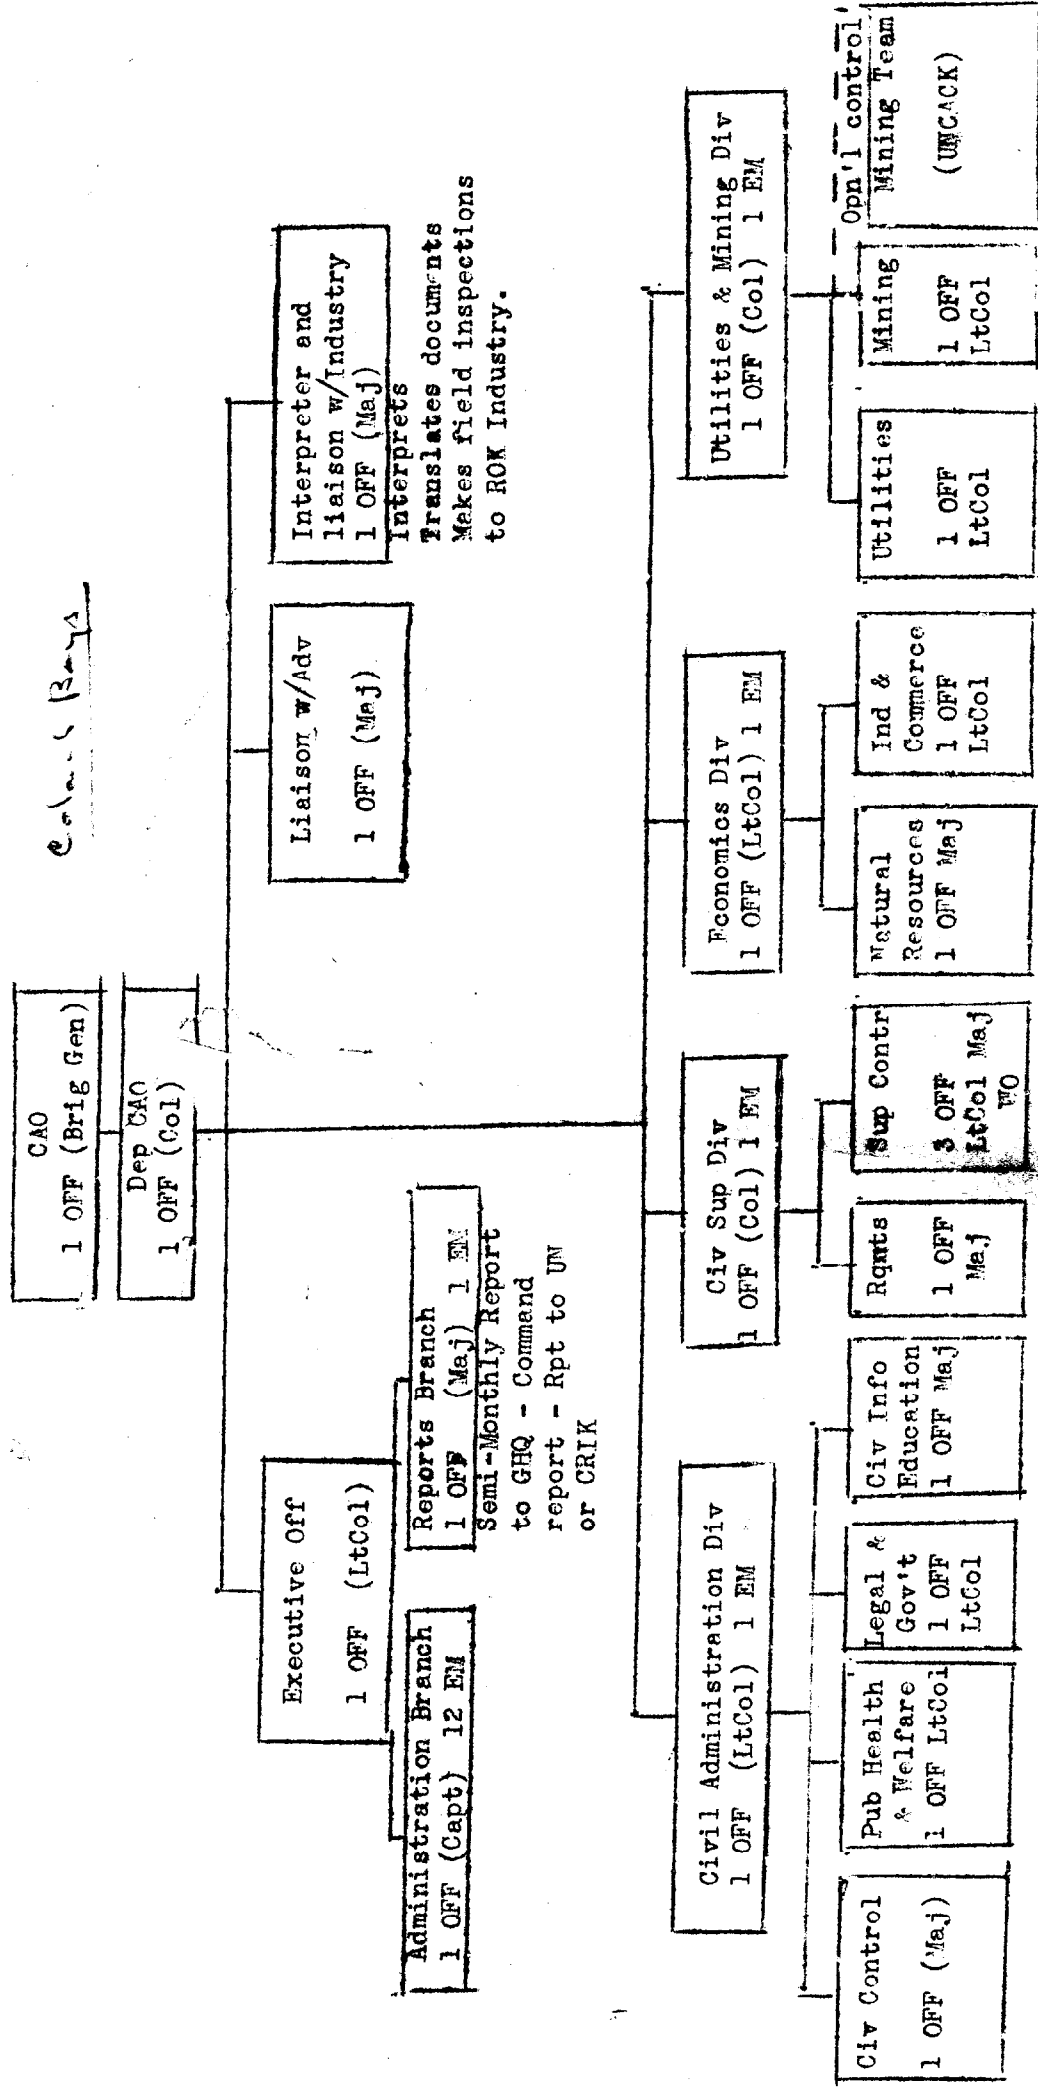 CAO
1 OFF (Brig Gen)
Dep CAO
1 OFF (Col)
Executive Off
1 OFF (LtCol)
Administration Branch
1 OFF (Capt) 12 EM
Reports Branch
1 OFF (Maj) 1 EM
Semi-Monthly Report
to GHQ - Command
report - Rpt to UN
or CRIK
Liaison w/Adv
1 OFF (Maj)
Interpreter and
liaison w/Industry
1 OFF (Maj)
Interprets
Translates documents
Makes field inspections
to ROK Industry.
Civil Administration Div
1 OFF (LtCol) 1 EM
Civ Control
1 OFF (Maj)
Pub Health
& Welfare
1 OFF LtCol
Legal &
Gov't
1 OFF
LtCol
Civ Info
Education
1 OFF Maj
Civ Sup Div
1 OFF (Col) 1 EM
Rqmts
1 OFF
Maj
Sup Contr
3 OFF
LtCol Maj
WO
Economics Div
1 OFF (LtCol) 1 EM
Natural
Resources
1 OFF Maj
Ind &
Commerce
1 OFF
LtCol
Utilities & Mining Div
1 OFF (Col) 1 EM
Utilities
1 OFF
LtCol
Mining
1 OFF
LtCol
Opn'l control
Mining Team
(UNCACK)